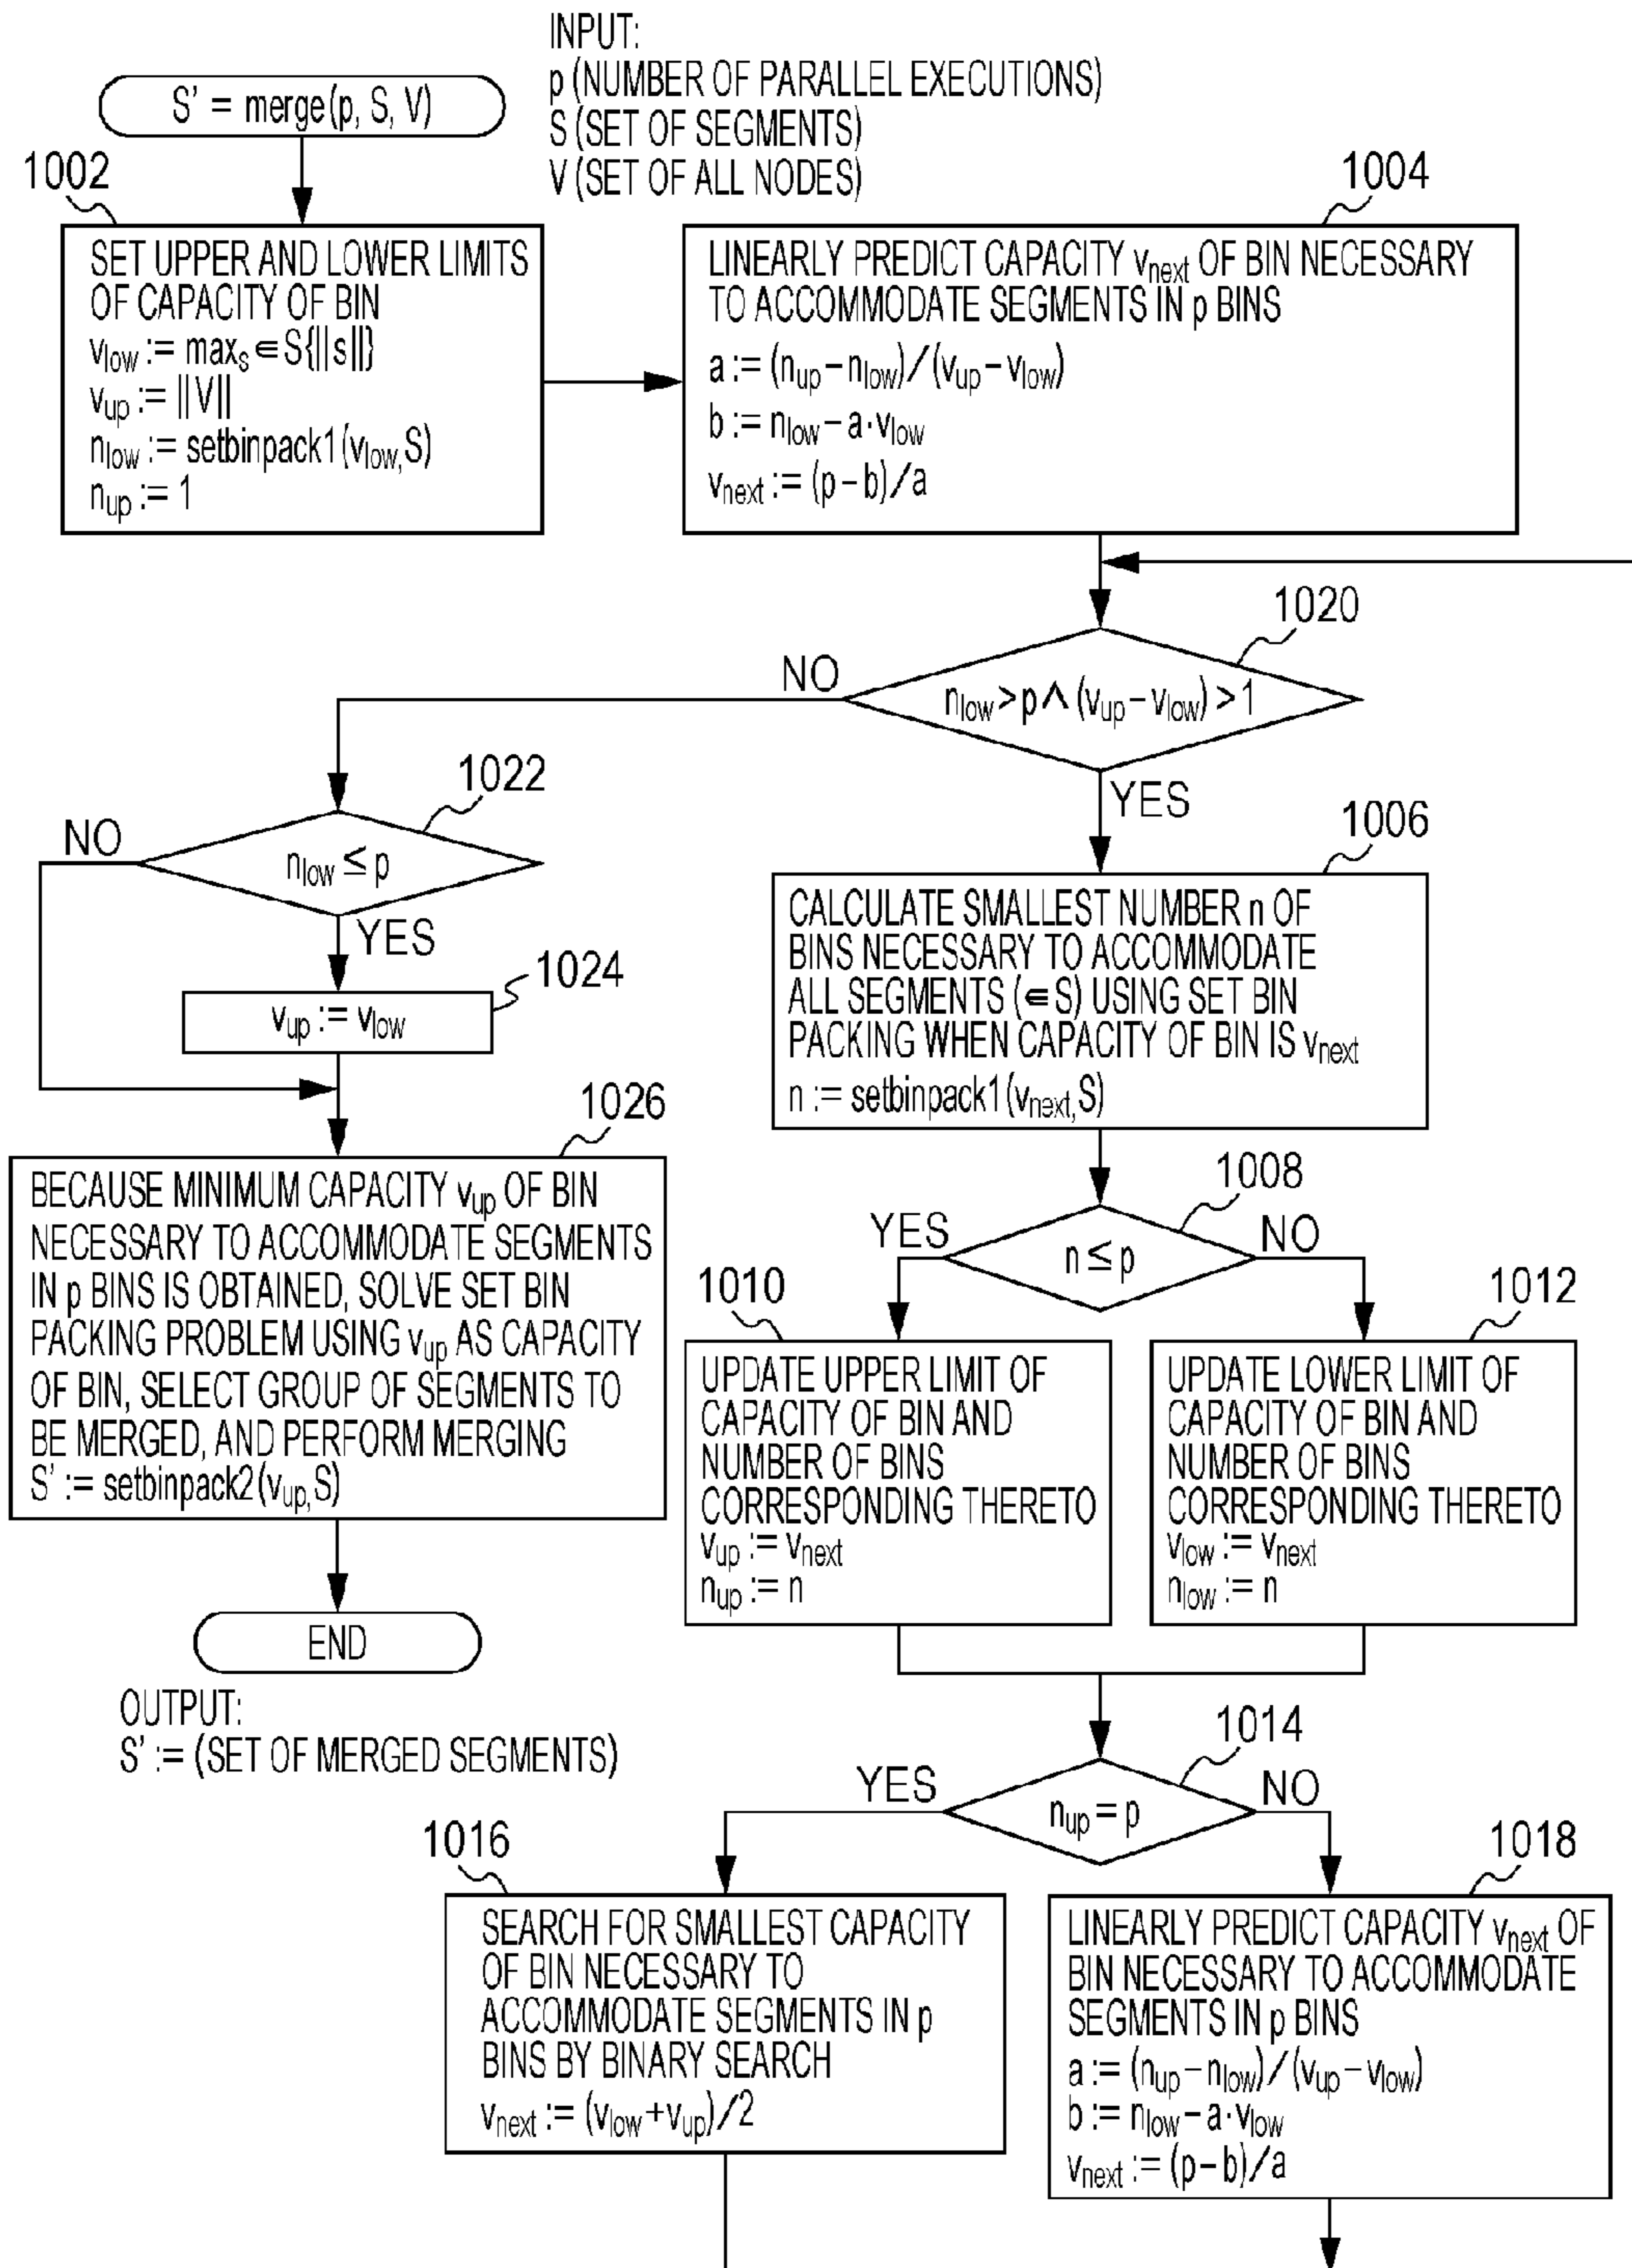 INPUT:
p (NUMBER OF PARALLEL EXECUTIONS)
S (SET OF SEGMENTS)
V (SET OF ALL NODES)
S' = merge(p, S, V)
1002
SET UPPER AND LOWER LIMITS
OF CAPACITY OF BIN
vlow := maxs ∈ S{||s||}
vup := ||V||
nlow := setbinpack1(vlow,S)
nup := 1
1004
LINEARLY PREDICT CAPACITY vnext OF BIN NECESSARY
TO ACCOMMODATE SEGMENTS IN p BINS
a := (nup−nlow)/(vup−vlow)
b := nlow−a·vlow
vnext := (p−b)/a
1020
nlow>p∧(vup−vlow)>1
NO
YES
1022
nlow ≤ p
NO
YES
1024
vup := vlow
1026
BECAUSE MINIMUM CAPACITY vup OF BIN
NECESSARY TO ACCOMMODATE SEGMENTS
IN p BINS IS OBTAINED, SOLVE SET BIN
PACKING PROBLEM USING vup AS CAPACITY
OF BIN, SELECT GROUP OF SEGMENTS TO
BE MERGED, AND PERFORM MERGING
S' := setbinpack2(vup,S)
END
OUTPUT:
S' := (SET OF MERGED SEGMENTS)
1006
CALCULATE SMALLEST NUMBER n OF
BINS NECESSARY TO ACCOMMODATE
ALL SEGMENTS (∈S) USING SET BIN
PACKING WHEN CAPACITY OF BIN IS vnext
n := setbinpack1(vnext,S)
1008
n ≤ p
YES
NO
1010
UPDATE UPPER LIMIT OF
CAPACITY OF BIN AND
NUMBER OF BINS
CORRESPONDING THERETO
vup := vnext
nup := n
1012
UPDATE LOWER LIMIT OF
CAPACITY OF BIN AND
NUMBER OF BINS
CORRESPONDING THERETO
vlow := vnext
nlow := n
1014
nup = p
YES
NO
1016
SEARCH FOR SMALLEST CAPACITY
OF BIN NECESSARY TO
ACCOMMODATE SEGMENTS IN p
BINS BY BINARY SEARCH
vnext := (vlow+vup)/2
1018
LINEARLY PREDICT CAPACITY vnext OF
BIN NECESSARY TO ACCOMMODATE
SEGMENTS IN p BINS
a := (nup−nlow)/(vup−vlow)
b := nlow−a·vlow
vnext := (p−b)/a